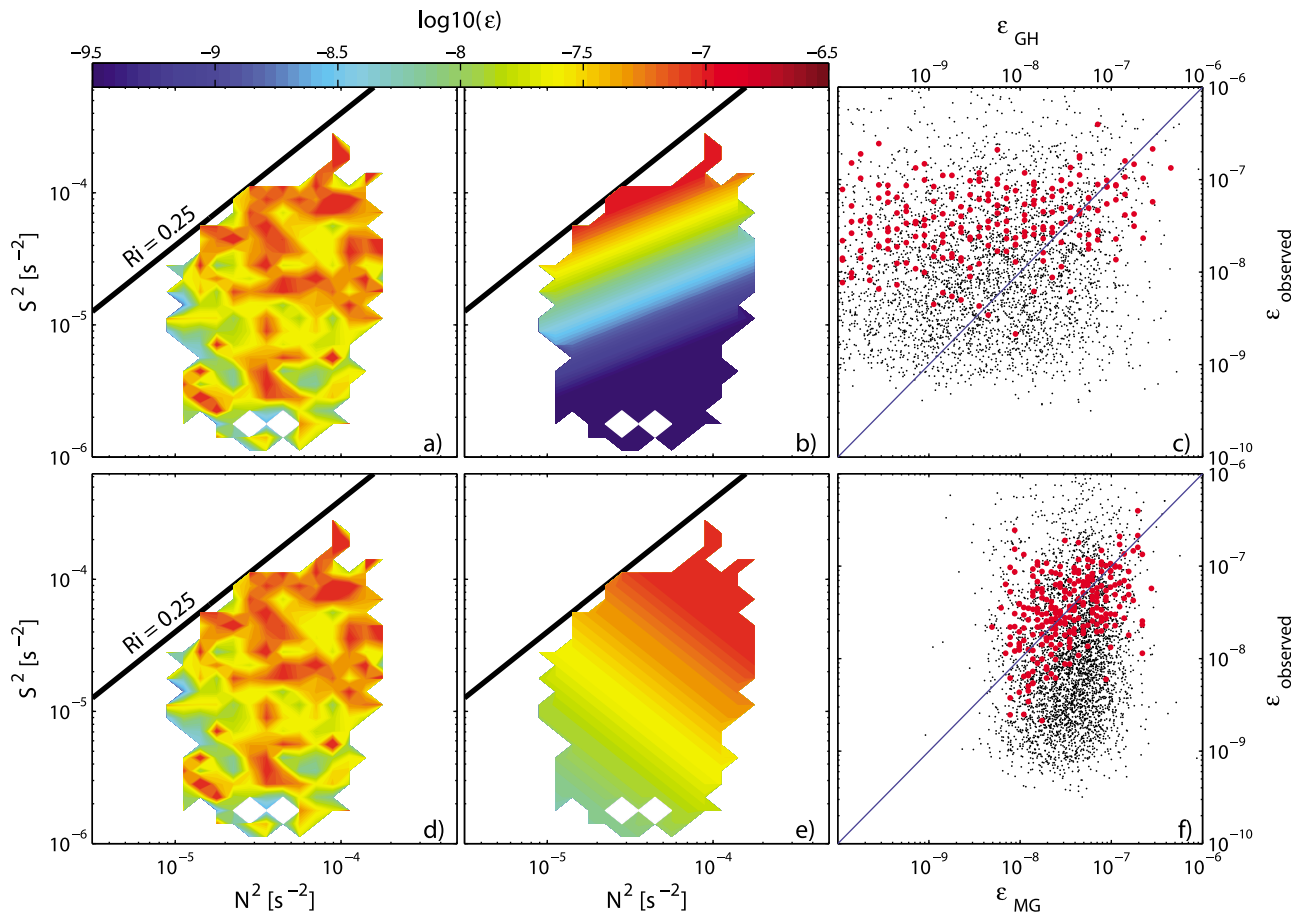 log10(ε)
−9.5 −9 −8.5 −8 −7.5 −7 −6.5
ε GH
10−9 10−8 10−7 10−6
S2 [s−2]
10−4
10−5
10−6
Ri = 0.25
a)
b)
c)
10−6
10−7
10−8
10−9
10−10
ε observed
S2 [s−2]
10−4
10−5
10−6
Ri = 0.25
d)
e)
f)
10−6
10−7
10−8
10−9
10−10
ε observed
10−5 10−4
10−5 10−4
10−9 10−8 10−7 10−6
N2 [s−2]
N2 [s−2]
ε MG